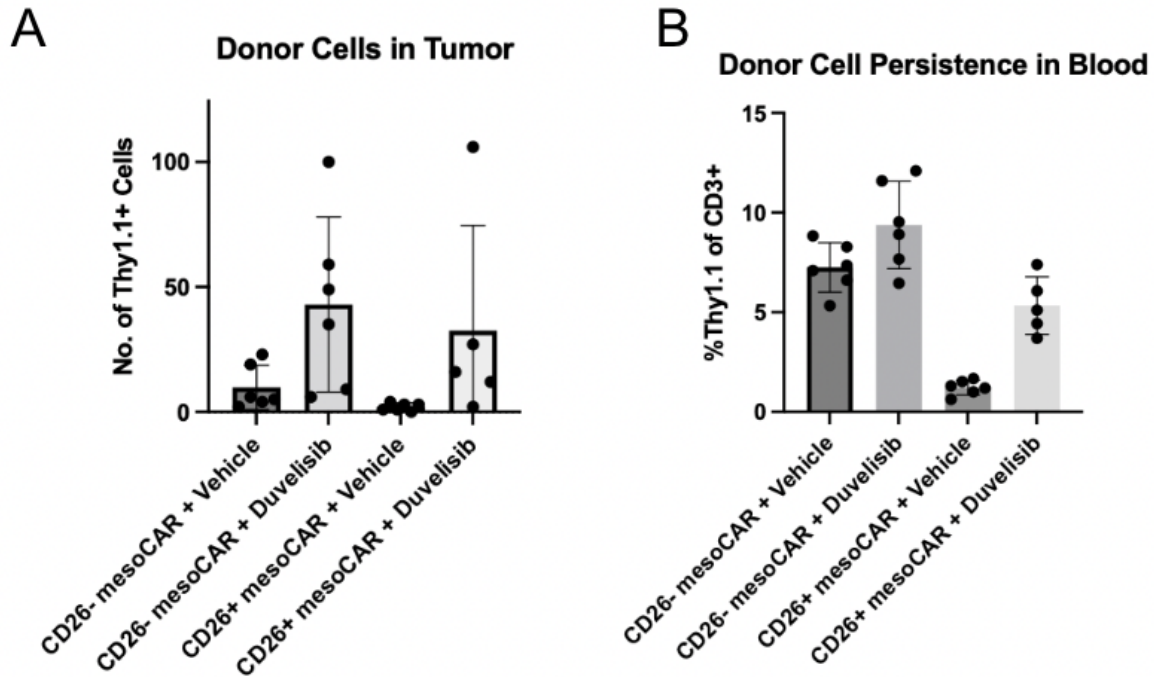 A
Donor Cells in Tumor
No. of Thy1.1+ Cells
100
50
0
CD26- mesoCAR + Vehicle
CD26- mesoCAR + Duvelisib
CD26+ mesoCAR + Vehicle
CD26+ mesoCAR + Duvelisib
B
Donor Cell Persistence in Blood
%Thy1.1 of CD3+
15
10
5
0
CD26- mesoCAR + Vehicle
CD26- mesoCAR + Duvelisib
CD26+ mesoCAR + Vehicle
CD26+ mesoCAR + Duvelisib